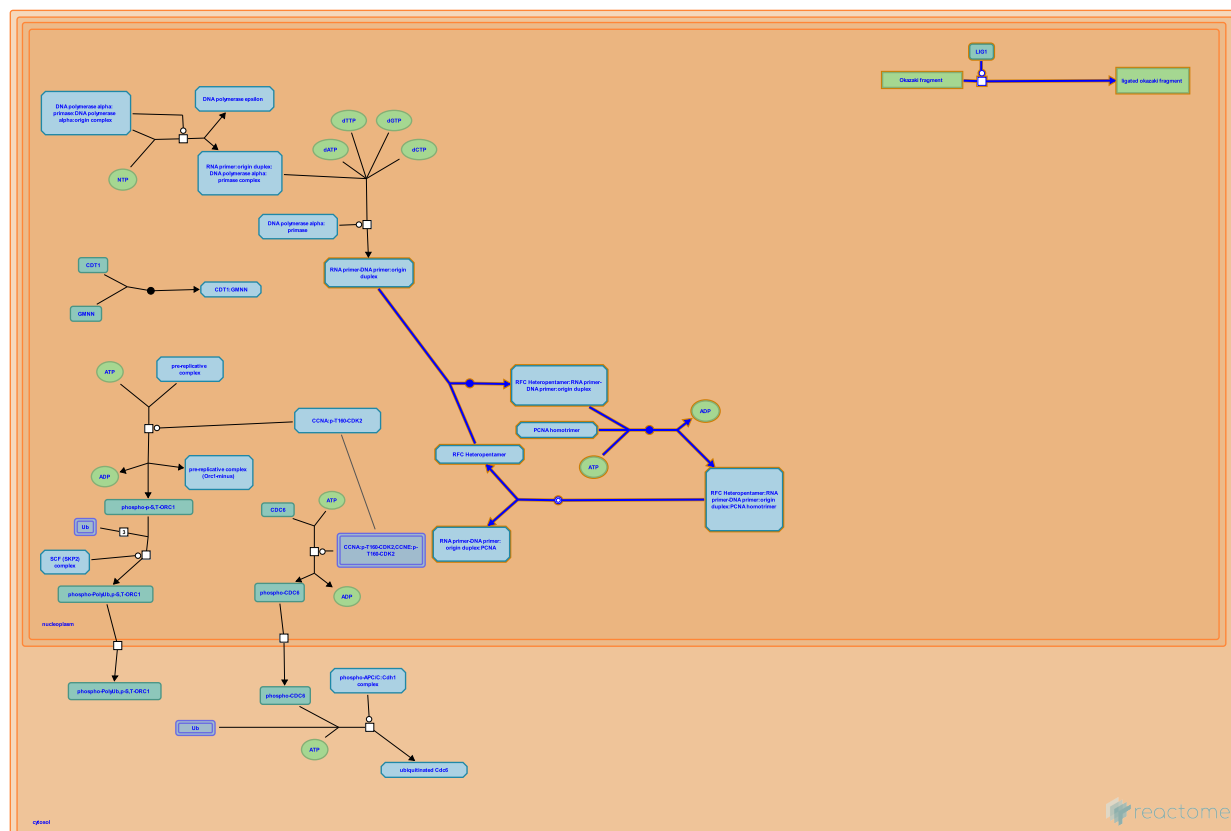 LIG1
Okazaki fragment
ligated okazaki fragment
DNA polymerase alpha:
primase:DNA polymerase
alpha:origin complex
DNA polymerase epsilon
NTP
RNA primer:origin duplex:
DNA polymerase alpha:
primase complex
dTTP
dGTP
dATP
dCTP
DNA polymerase alpha:
primase
RNA primer-DNA primer:origin
duplex
CDT1
GMNN
CDT1:GMNN
ATP
pre-replicative
complex
CCNA:p-T160-CDK2
ADP
pre-replicative complex
(Orc1-minus)
phospho-p-S,T-ORC1
Ub
3
SCF (SKP2)
complex
phospho-PolyUb,p-S,T-ORC1
RFC Heteropentamer:RNA primer-
DNA primer:origin duplex
PCNA homotrimer
ATP
ADP
RFC Heteropentamer
RFC Heteropentamer:RNA
primer-DNA primer:origin
duplex:PCNA homotrimer
RNA primer-DNA primer:
origin duplex:PCNA
CDC6
ATP
CCNA:p-T160-CDK2,CCNE:p-
T160-CDK2
phospho-CDC6
ADP
nucleoplasm
phospho-PolyUb,p-S,T-ORC1
phospho-CDC6
phospho-APC/C:Cdh1
complex
Ub
ATP
ubiquitinated Cdc6
cytosol
reactome